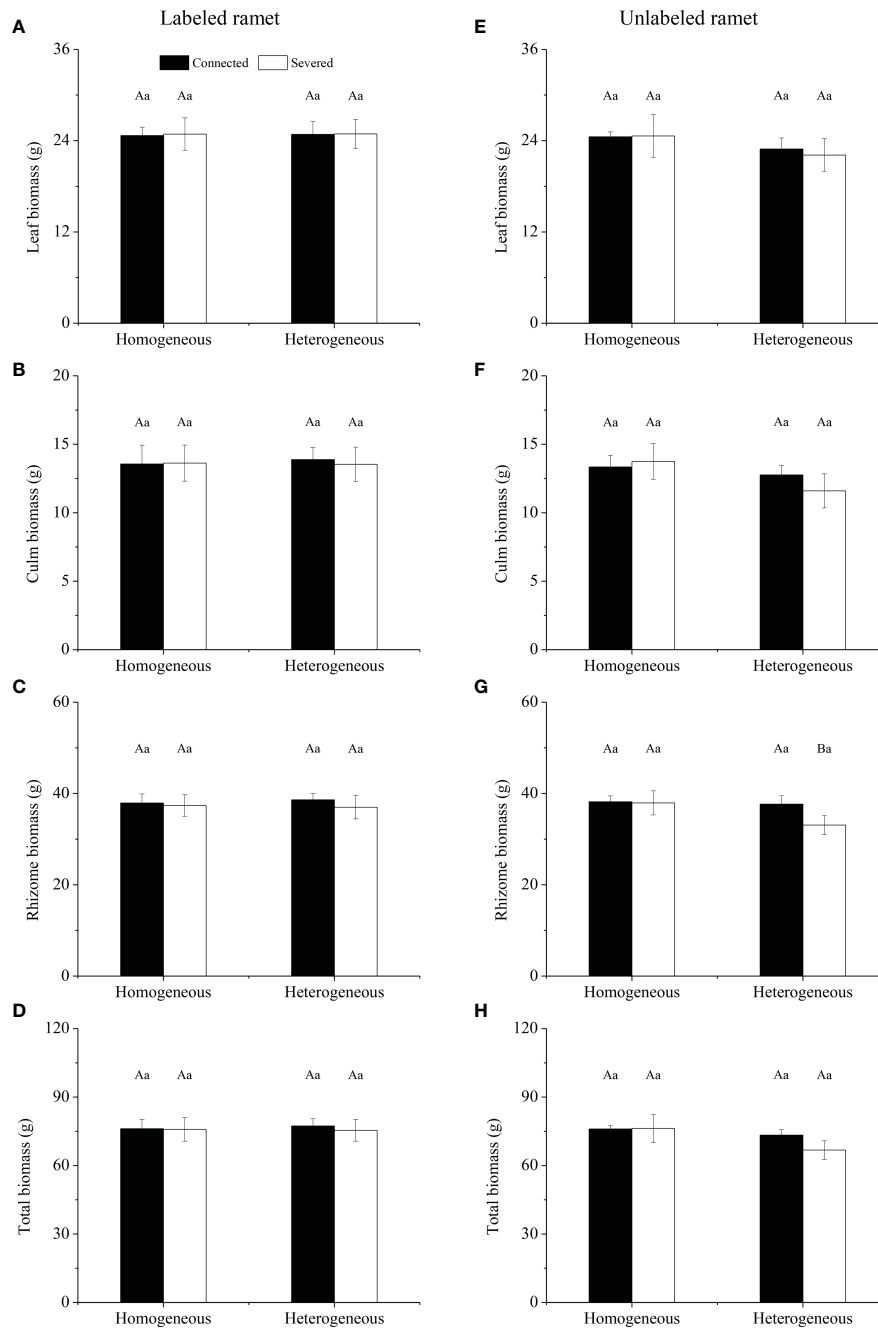 Labeled ramet
A
36
24
12
0
Leaf biomass (g)
Connected Severed
Aa Aa Aa Aa
Homogeneous Heterogeneous
B
20
15
10
5
0
Culm biomass (g)
Aa Aa Aa Aa
Homogeneous Heterogeneous
C
60
40
20
0
Rhizome biomass (g)
Aa Aa Aa Aa
Homogeneous Heterogeneous
D
120
90
60
30
0
Total biomass (g)
Aa Aa Aa Aa
Homogeneous Heterogeneous
Unlabeled ramet
E
36
24
12
0
Leaf biomass (g)
Aa Aa Aa Aa
Homogeneous Heterogeneous
F
20
15
10
5
0
Culm biomass (g)
Aa Aa Aa Aa
Homogeneous Heterogeneous
G
60
40
20
0
Rhizome biomass (g)
Aa Aa Aa Ba
Homogeneous Heterogeneous
H
120
90
60
30
0
Total biomass (g)
Aa Aa Aa Aa
Homogeneous Heterogeneous